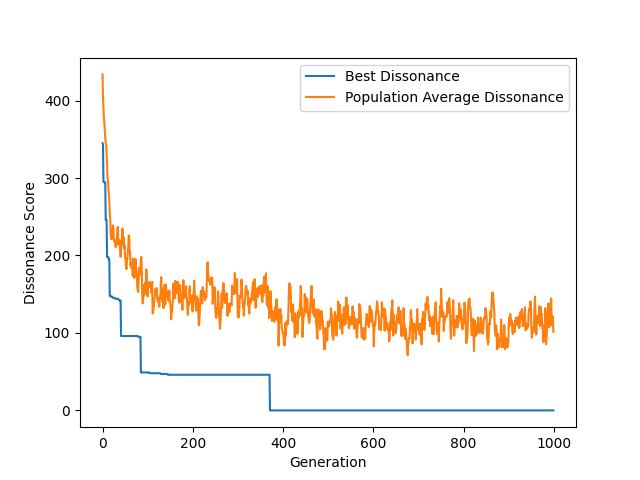 Best Dissonance
Population Average Dissonance
Dissonance Score
400
300
200
100
0
0 200 400 600 800 1000
Generation